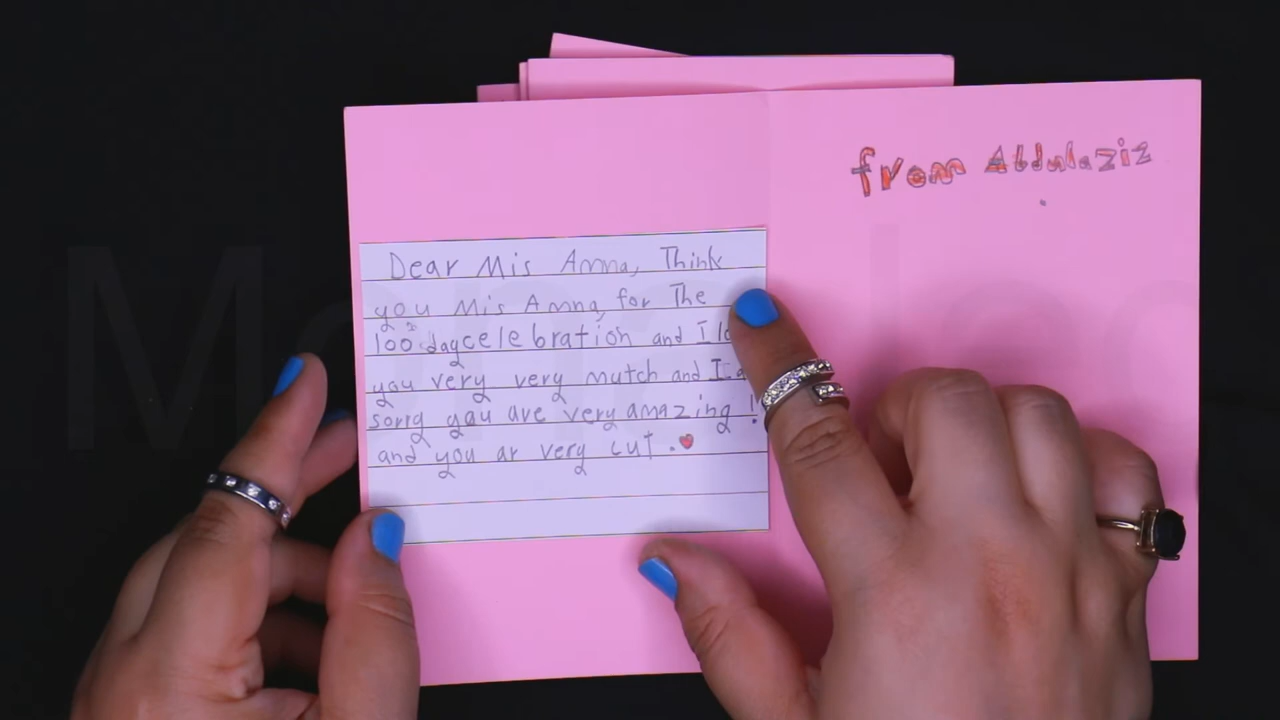 from Abdulaziz
Dear Mis Amna, Think
you Mis Amna, for The
100 day celebration and I
you very very mutch and
sorry you are very amazing !
and you ar very cut .